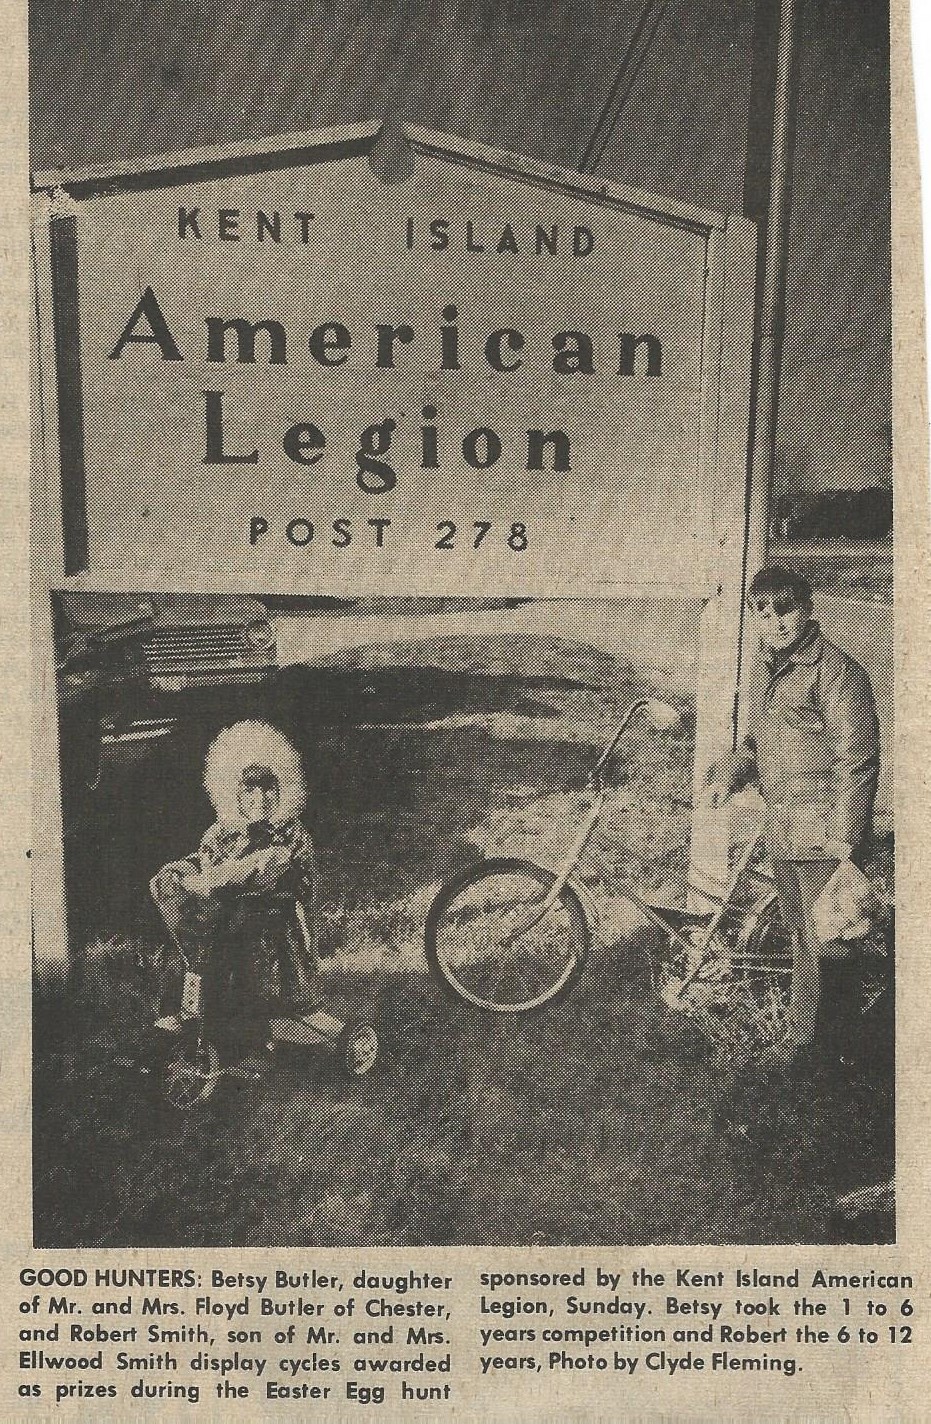 KENT ISLAND
American
Legion
POST 278
GOOD HUNTERS: Betsy Butler, daughter
of Mr. and Mrs. Floyd Butler of Chester,
and Robert Smith, son of Mr. and Mrs.
Ellwood Smith display cycles awarded
as prizes during the Easter Egg hunt
sponsored by the Kent Island American
Legion, Sunday. Betsy took the 1 to 6
years competition and Robert the 6 to 12
years, Photo by Clyde Fleming.